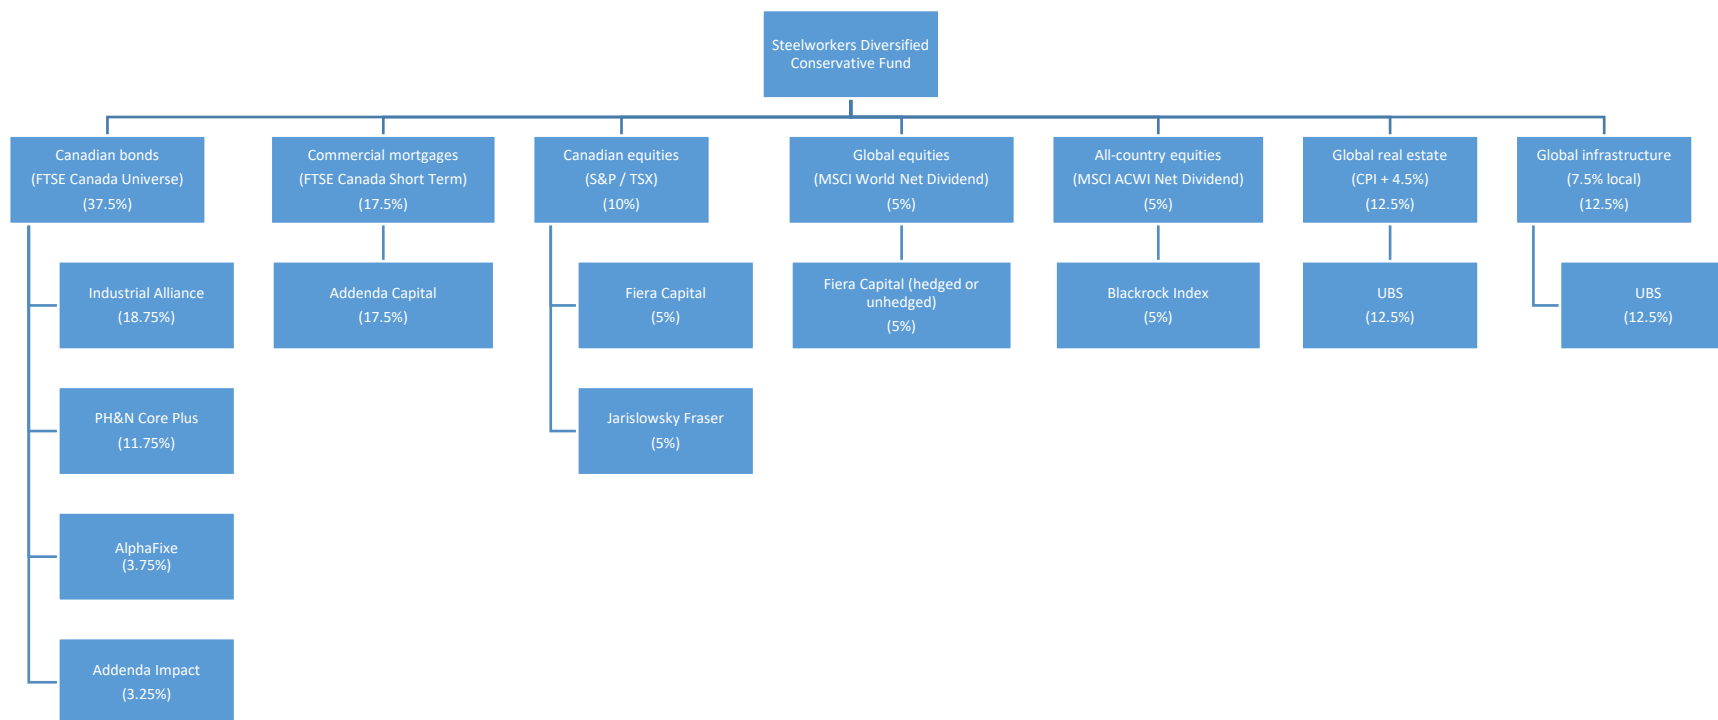 Steelworkers Diversified
Conservative Fund
Canadian bonds
(FTSE Canada Universe)
(37.5%)
Commercial mortgages
(FTSE Canada Short Term)
(17.5%)
Canadian equities
(S&P / TSX)
(10%)
Global equities
(MSCI World Net Dividend)
(5%)
All-country equities
(MSCI ACWI Net Dividend)
(5%)
Global real estate
(CPI + 4.5%)
(12.5%)
Global infrastructure
(7.5% local)
(12.5%)
Industrial Alliance
(18.75%)
Addenda Capital
(17.5%)
Fiera Capital
(5%)
Fiera Capital (hedged or
unhedged)
(5%)
Blackrock Index
(5%)
UBS
(12.5%)
UBS
(12.5%)
PH&N Core Plus
(11.75%)
Jarislowsky Fraser
(5%)
AlphaFixe
(3.75%)
Addenda Impact
(3.25%)